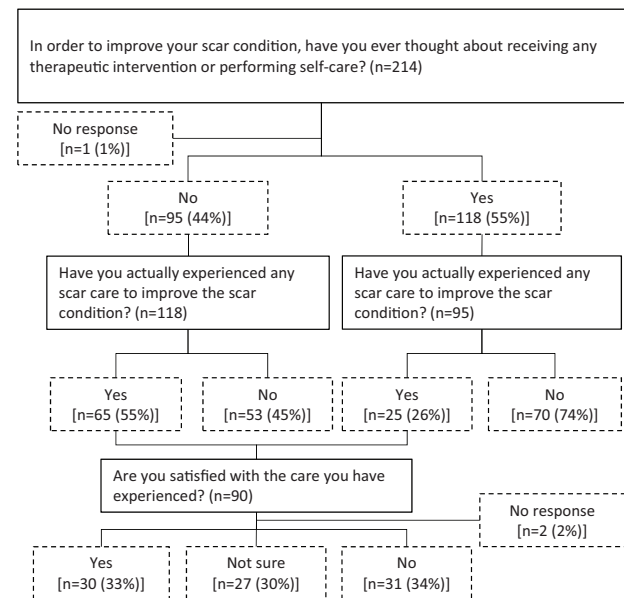 In order to improve your scar condition, have you ever thought about receiving any
therapeutic intervention or performing self-care? (n=214)
No response
[n=1 (1%)]
No
[n=95 (44%)]
Yes
[n=118 (55%)]
Have you actually experienced any
scar care to improve the scar
condition? (n=118)
Have you actually experienced any
scar care to improve the scar
condition? (n=95)
Yes
[n=65 (55%)]
No
[n=53 (45%)]
Yes
[n=25 (26%)]
No
[n=70 (74%)]
Are you satisfied with the care you have
experienced? (n=90)
No response
[n=2 (2%)]
Yes
[n=30 (33%)]
Not sure
[n=27 (30%)]
No
[n=31 (34%)]